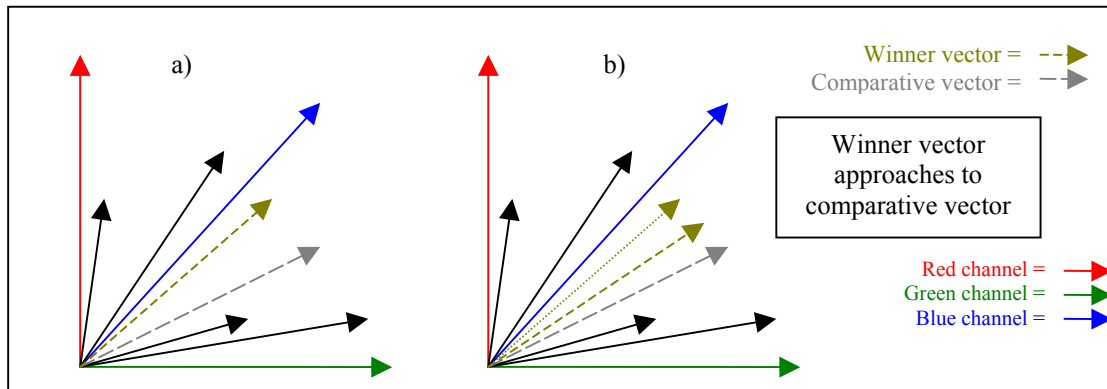 a)
b)
Winner vector =
Comparative vector =
Winner vector
approaches to
comparative vector
Red channel =
Green channel =
Blue channel =